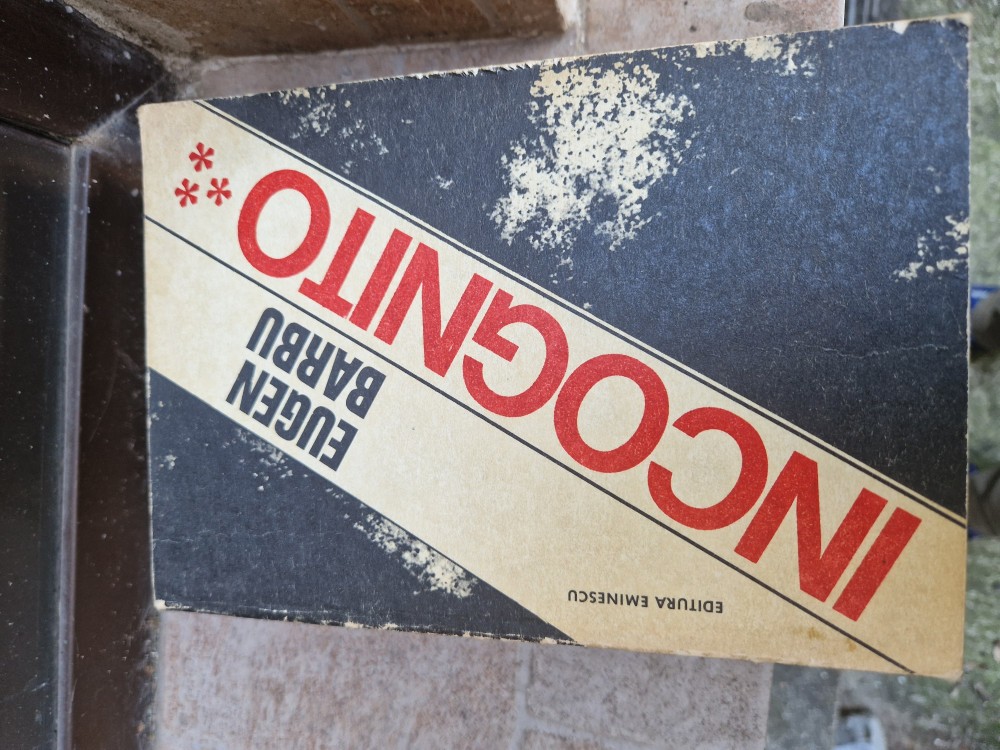 EDITURA EMINESCU
INCOGNITO
***
EUGEN
BARBU